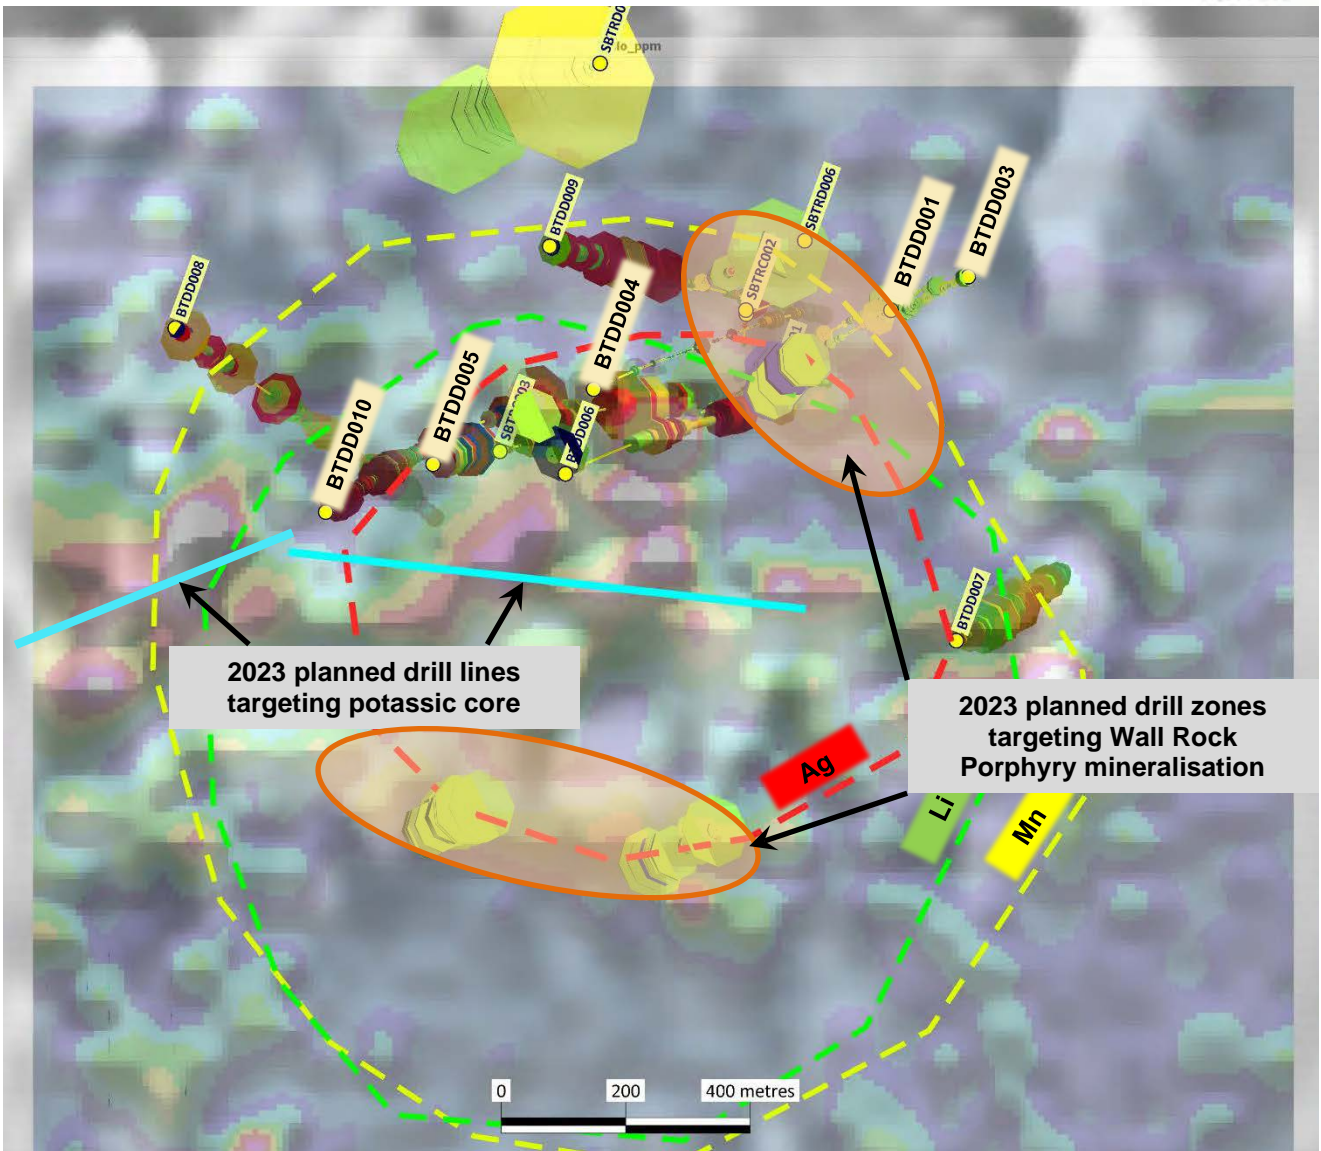 SBTRD0
lo_ppm
BTDD009
SBTRD006
BTDD003
BTDD001
SBTRC002
BTDD008
BTDD004
BTDD005
BTDD006
BTDD010
BTDD007
2023 planned drill lines
targeting potassic core
2023 planned drill zones
targeting Wall Rock
Porphyry mineralisation
Ag
Li
Mn
0 200 400 metres